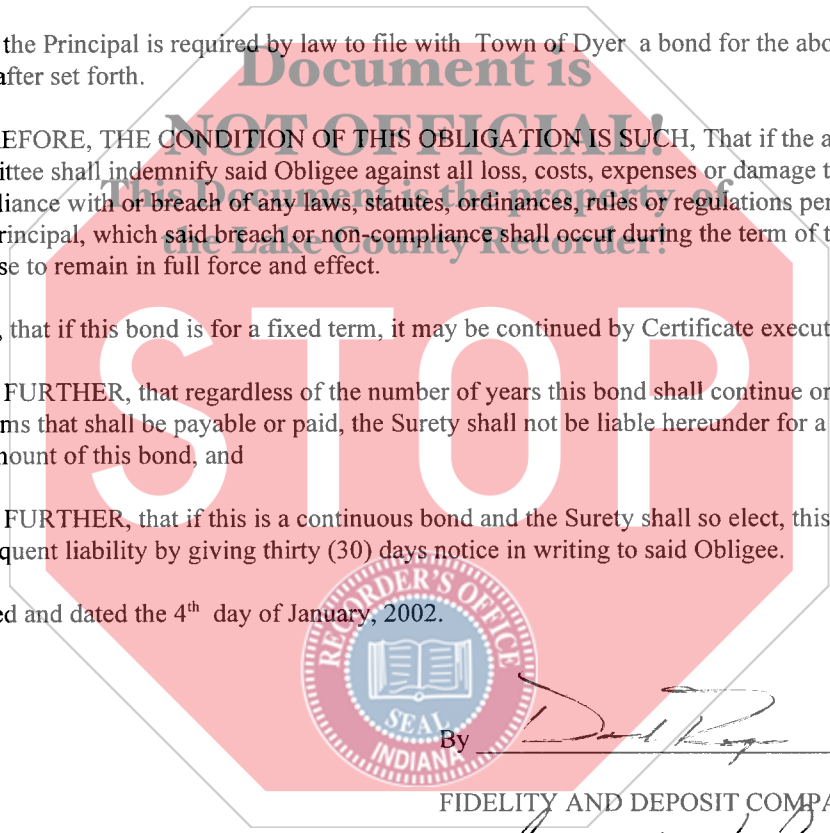 the Principal is required by law to file with Town of Dyer a bond for the abo
after set forth.
Document is
NOT OFFICIAL!
This Document is the property of
the Lake County Recorder!
EFORE, THE CONDITION OF THIS OBLIGATION IS SUCH, That if the a
ittee shall indemnify said Obligee against all loss, costs, expenses or damage t
liance with or breach of any laws, statutes, ordinances, rules or regulations per
rincipal, which said breach or non-compliance shall occur during the term of t
se to remain in full force and effect.
, that if this bond is for a fixed term, it may be continued by Certificate execut
FURTHER, that regardless of the number of years this bond shall continue or
ms that shall be payable or paid, the Surety shall not be liable hereunder for a
nount of this bond, and
STOP
FURTHER, that if this is a continuous bond and the Surety shall so elect, this
quent liability by giving thirty (30) days notice in writing to said Obligee.
ed and dated the 4th day of January, 2002.
RECORDER'S OFFICE
SEAL
INDIANA
By
FIDELITY AND DEPOSIT COMPA